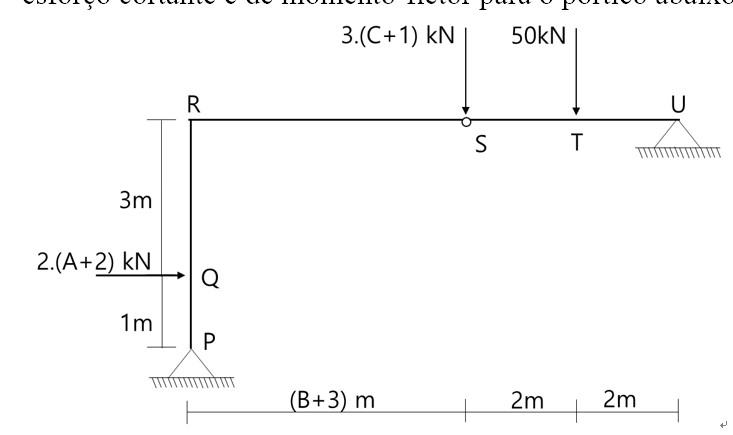 esforço cortante e de momento fletor para o pórtico abaixo
3.(C+1) kN 50kN
R U
S T
3m
2.(A+2) kN
Q
1m
P
(B+3) m 2m 2m